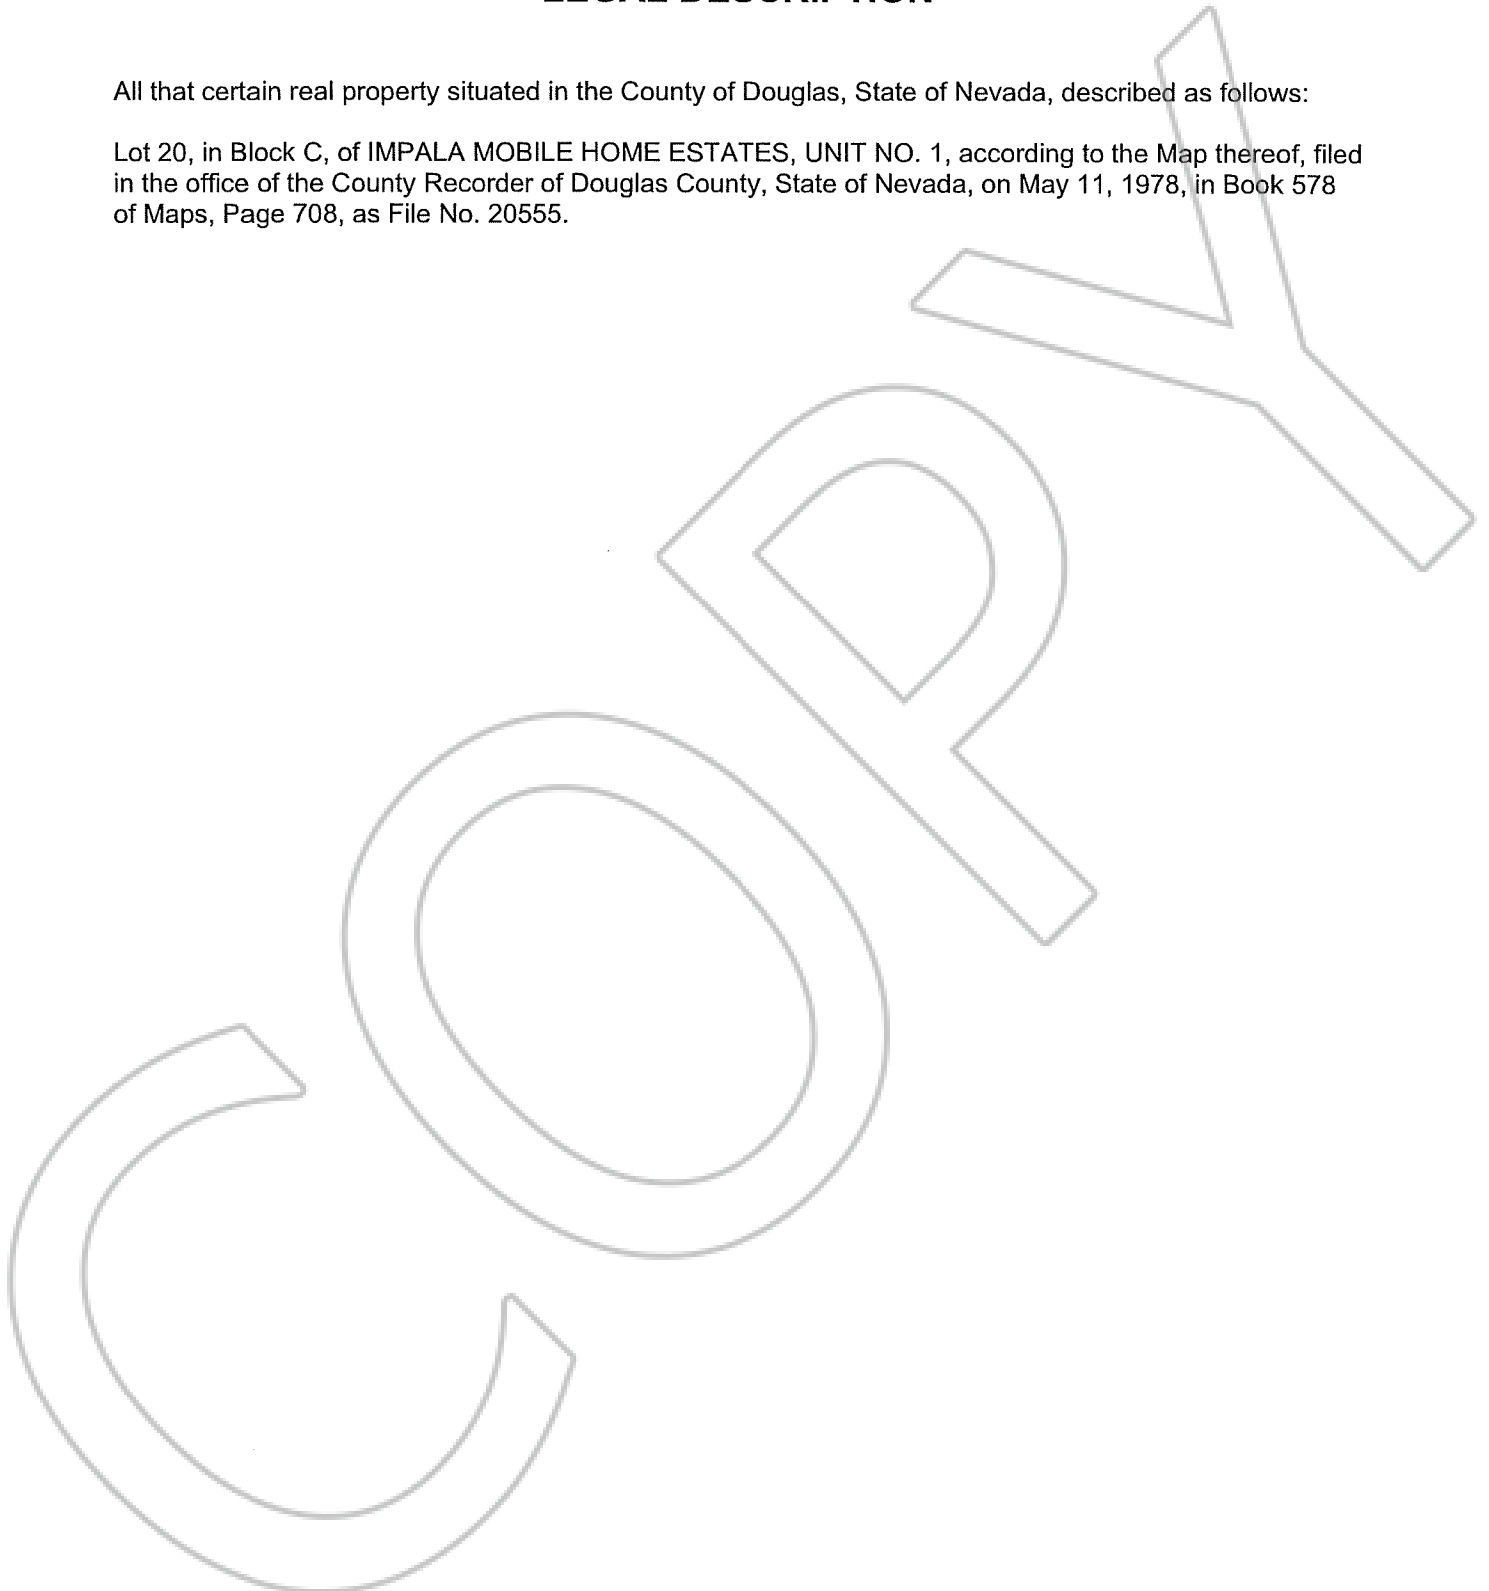 LEGAL DESCRIPTION
All that certain real property situated in the County of Douglas, State of Nevada, described as follows:
Lot 20, in Block C, of IMPALA MOBILE HOME ESTATES, UNIT NO. 1, according to the Map thereof, filed
in the office of the County Recorder of Douglas County, State of Nevada, on May 11, 1978, in Book 578
of Maps, Page 708, as File No. 20555.
COPY